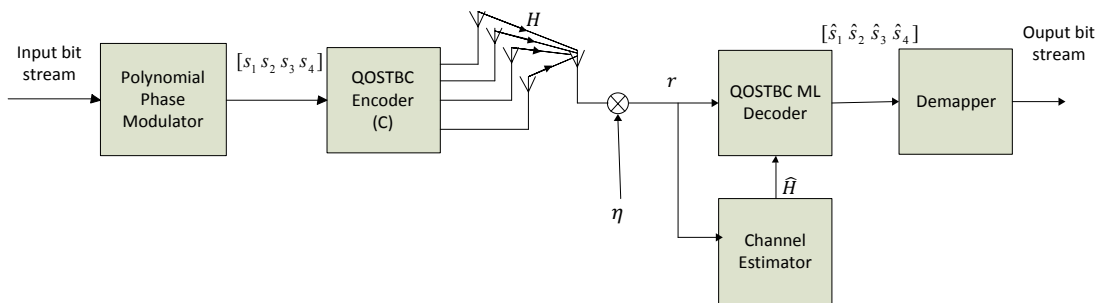 Input bit
stream
Polynomial
Phase
Modulator
[s₁ s₂ s₃ s₄]
QOSTBC
Encoder
(C)
H
η
r
QOSTBC ML
Decoder
[ŝ₁ ŝ₂ ŝ₃ ŝ₄]
Demapper
Ouput bit
stream
Ĥ
Channel
Estimator